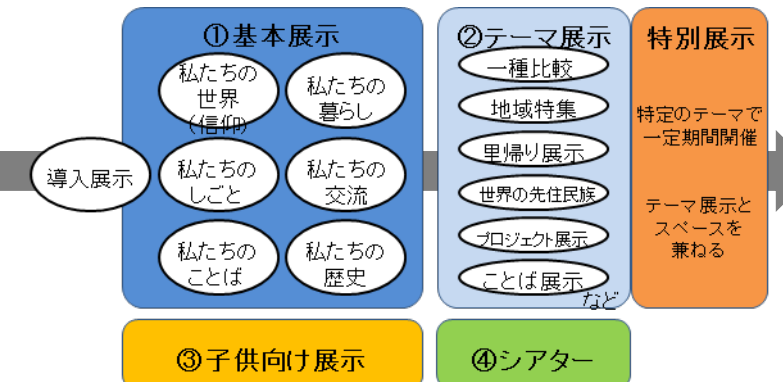 ①基本展示
私たちの
世界
(信仰)
私たちの
暮らし
導入展示
私たちの
しごと
私たちの
交流
私たちの
ことば
私たちの
歴史
②テーマ展示
一種比較
地域特集
里帰り展示
世界の先住民族
プロジェクト展示
ことば展示
など
特別展示
特定のテーマで
一定期間開催
テーマ展示と
スペースを
兼ねる
③子供向け展示
④シアター